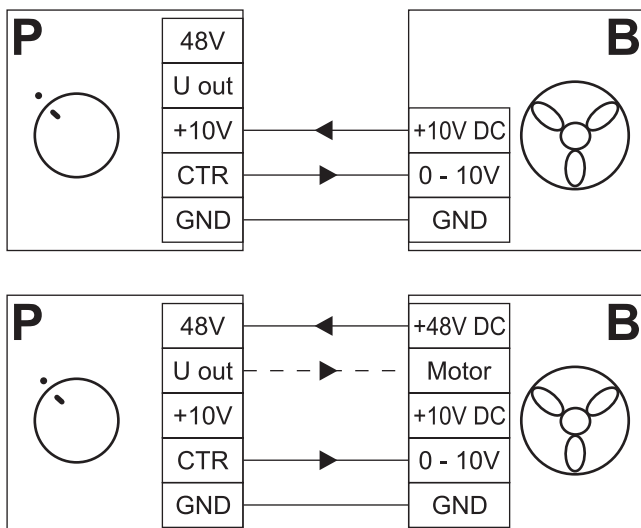 P
B
48V
U out
+10V
+10V DC
CTR
0 - 10V
GND
GND
P
B
48V
+48V DC
U out
Motor
+10V
+10V DC
CTR
0 - 10V
GND
GND